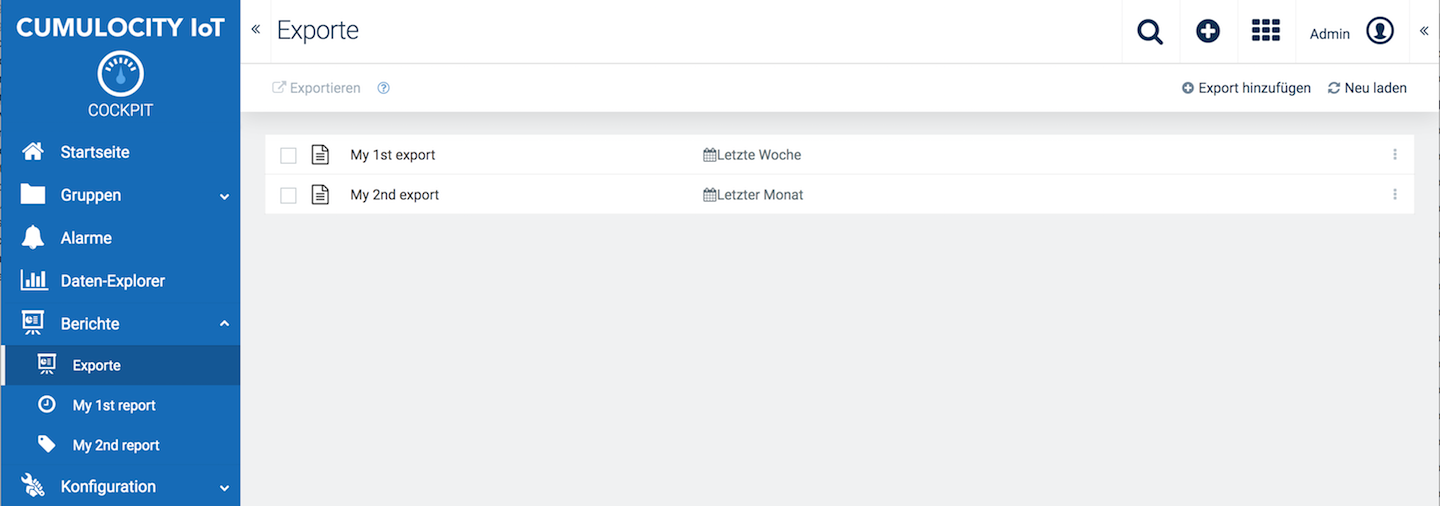 CUMULOCITY IoT
COCKPIT
Startseite
Gruppen
Alarme
Daten-Explorer
Berichte
Exporte
My 1st report
My 2nd report
Konfiguration
Exporte
Admin
Exportieren
Export hinzufügen
Neu laden
My 1st export
Letzte Woche
My 2nd export
Letzter Monat